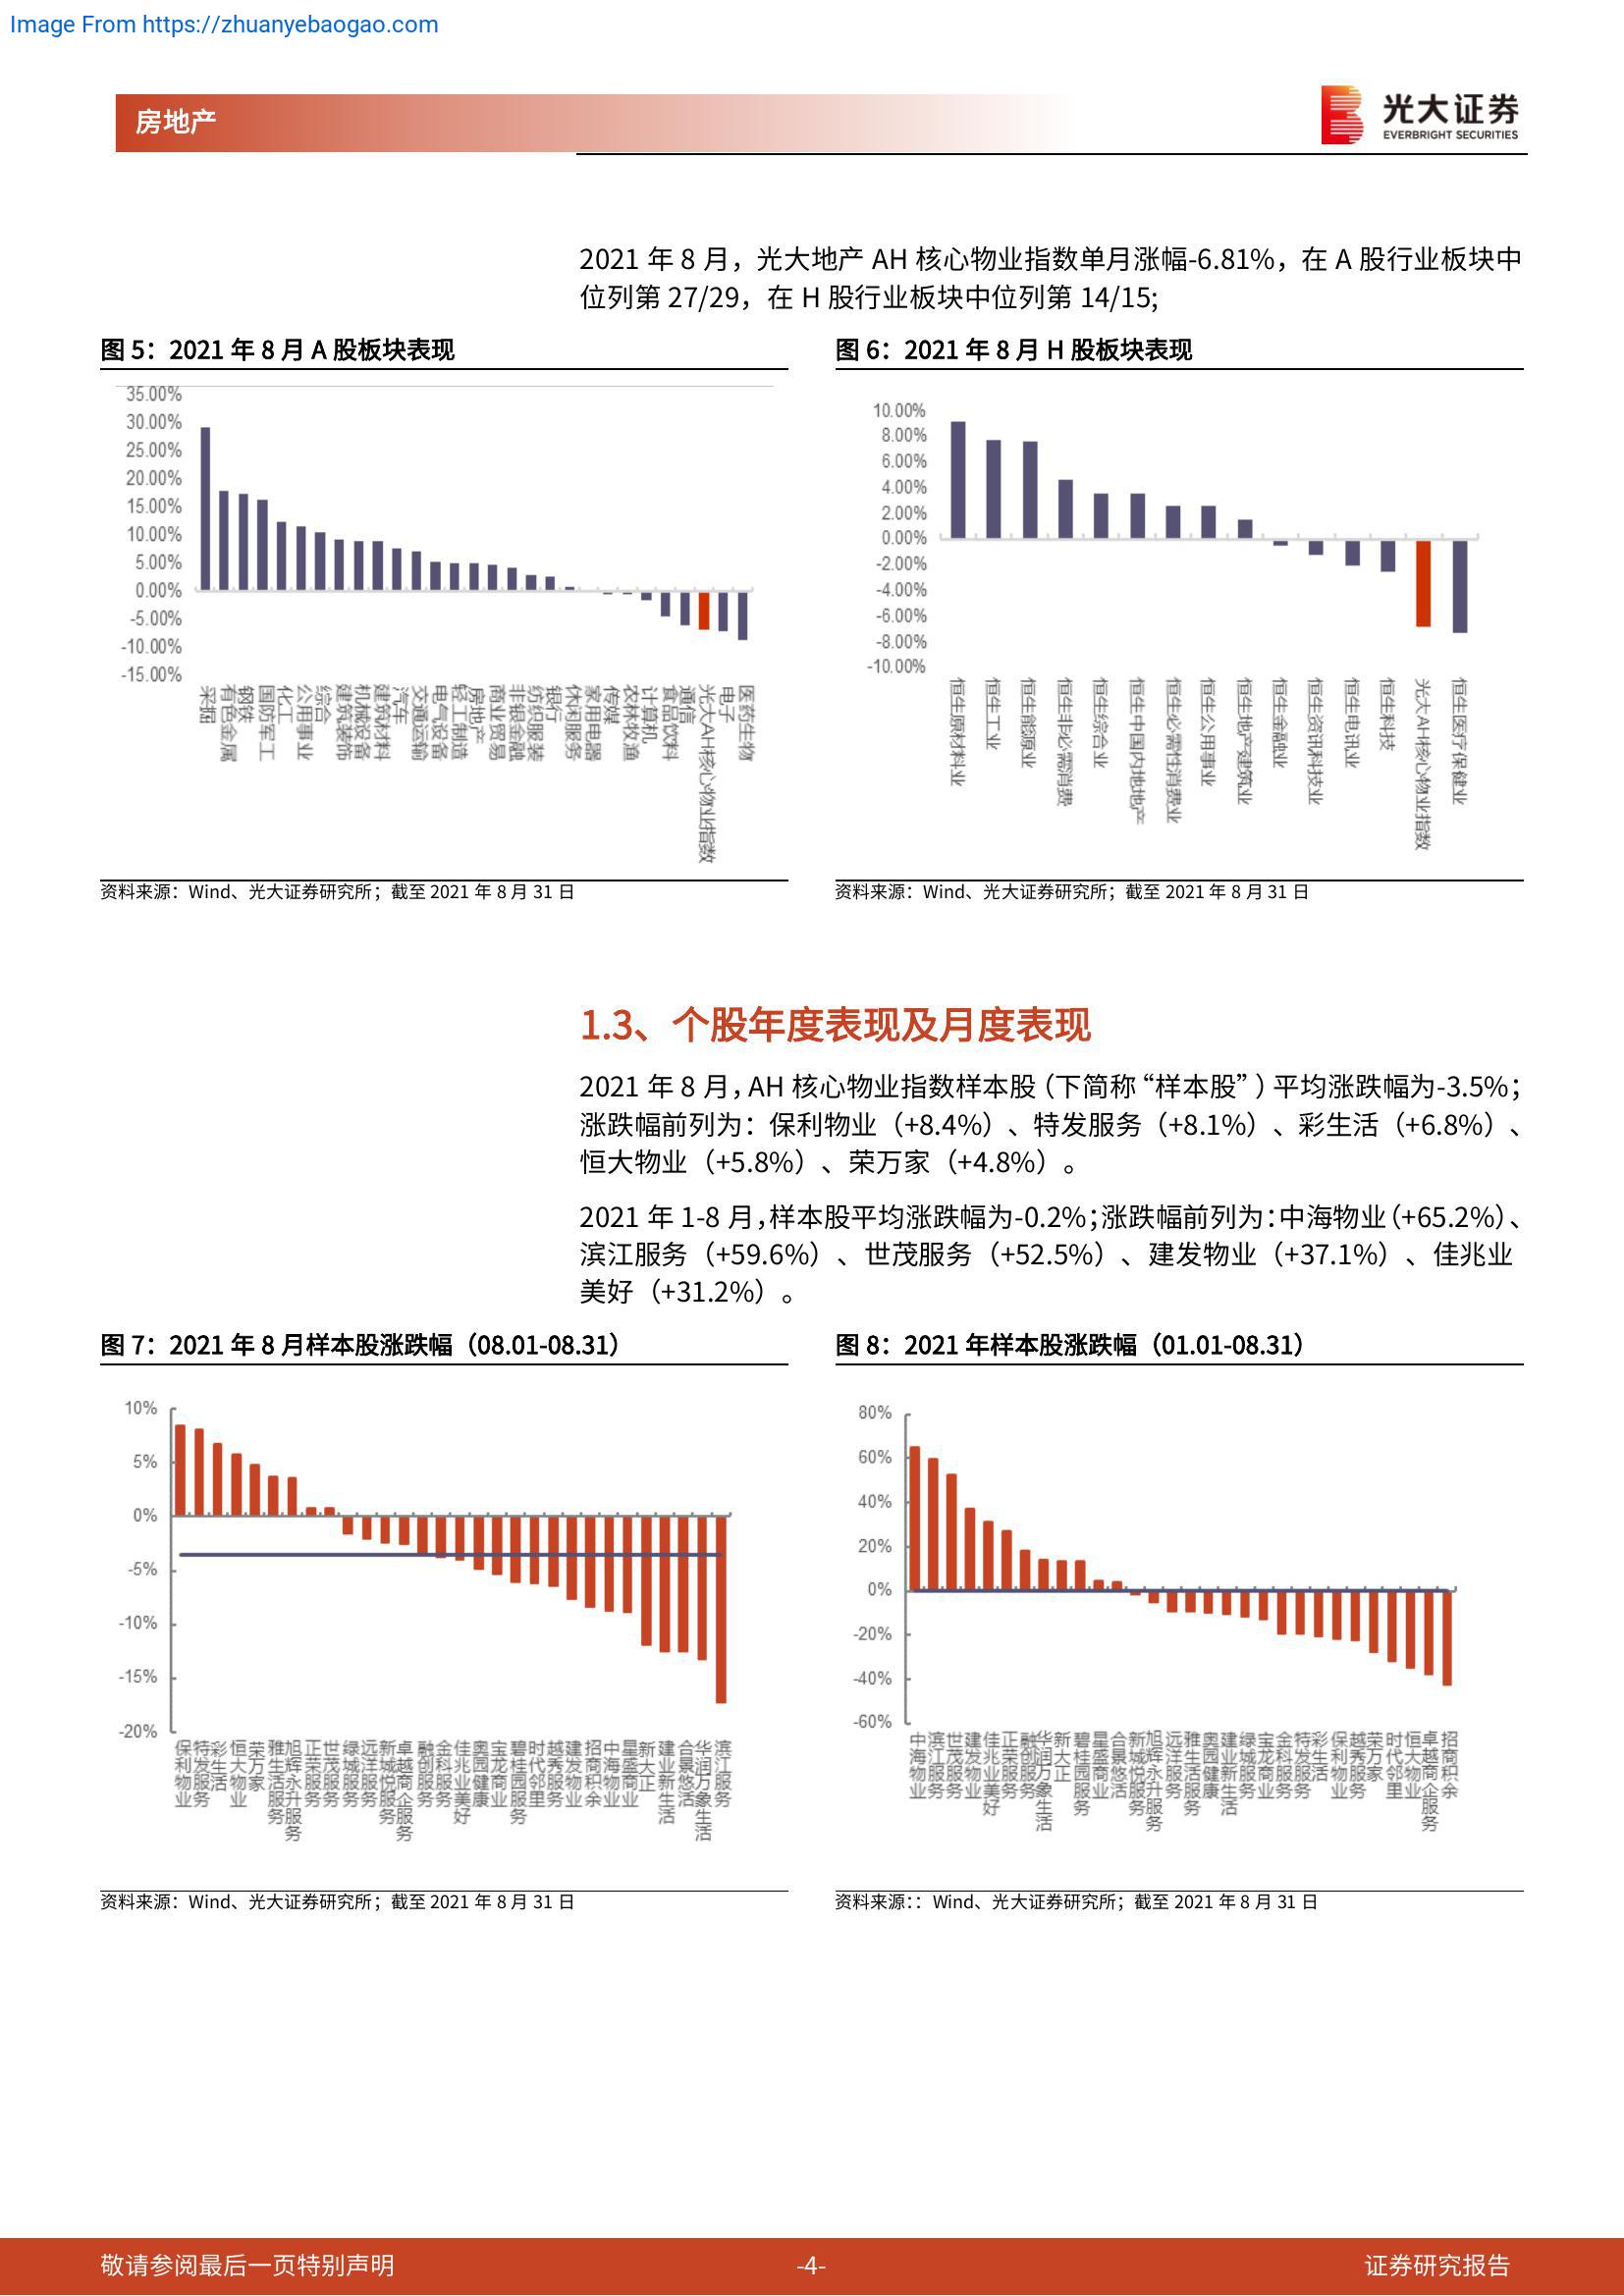 Image From https://zhuanyebaogao.com
房地产
光大证券
EVERBRIGHT SECURITIES
2021 年 8 月，光大地产 AH 核心物业指数单月涨幅-6.81%，在 A 股行业板块中
位列第 27/29，在 H 股行业板块中位列第 14/15;
图 5：2021 年 8 月 A 股板块表现
35.00%
30.00%
25.00%
20.00%
15.00%
10.00%
5.00%
0.00%
-5.00%
-10.00%
-15.00%
采掘
有色金属
钢铁
国防军工
化工
公用事业
综合
建筑装饰
机械设备
建筑材料
汽车
交通运输
电气设备
轻工制造
房地产
商业贸易
非银金融
纺织服装
银行
休闲服务
家用电器
传媒
农林牧渔
计算机
食品饮料
通信
光大AH核心物业指数
电子
医药生物
资料来源：Wind、光大证券研究所；截至 2021 年 8 月 31 日
图 6：2021 年 8 月 H 股板块表现
10.00%
8.00%
6.00%
4.00%
2.00%
0.00%
-2.00%
-4.00%
-6.00%
-8.00%
-10.00%
恒生原材料业
恒生工业
恒生能源业
恒生非必需消费
恒生综合业
恒生中国内地地产
恒生必需性消费业
恒生公用事业
恒生地产建筑业
恒生金融业
恒生资讯科技业
恒生电讯业
恒生科技
光大AH核心物业指数
恒生医疗保健业
资料来源：Wind、光大证券研究所；截至 2021 年 8 月 31 日
1.3、个股年度表现及月度表现
2021 年 8 月，AH 核心物业指数样本股（下简称“样本股”）平均涨跌幅为-3.5%；
涨跌幅前列为：保利物业（+8.4%）、特发服务（+8.1%）、彩生活（+6.8%）、
恒大物业（+5.8%）、荣万家（+4.8%）。
2021 年 1-8 月，样本股平均涨跌幅为-0.2%；涨跌幅前列为：中海物业（+65.2%）、
滨江服务（+59.6%）、世茂服务（+52.5%）、建发物业（+37.1%）、佳兆业
美好（+31.2%）。
图 7：2021 年 8 月样本股涨跌幅（08.01-08.31）
10%
5%
0%
-5%
-10%
-15%
-20%
保利物业
特发服务
彩生活
恒大物业
荣万家
雅生活服务
旭辉永升服务
正荣服务
世茂服务
绿城服务
远洋服务
新城悦服务
卓越商企服务
融创服务
金科服务
佳兆业美好
奥园健康
宝龙商业
碧桂园服务
时代邻里
越秀服务
建发物业
招商积余
中海物业
星盛商业
新大正
建业新生活
合景悠活
华润万象生活
滨江服务
资料来源：Wind、光大证券研究所；截至 2021 年 8 月 31 日
图 8：2021 年样本股涨跌幅（01.01-08.31）
80%
60%
40%
20%
0%
-20%
-40%
-60%
中海物业
滨江服务
世茂服务
建发物业
佳兆业美好
正荣服务
融创服务
华润万象生活
新大正
碧桂园服务
星盛商业
合景悠活
新城悦服务
旭辉永升服务
远洋服务
雅生活服务
奥园健康
建业新生活
绿城服务
宝龙商业
金科服务
特发服务
彩生活
保利物业
越秀服务
荣万家
时代邻里
恒大物业
卓越商企服务
招商积余
资料来源：：Wind、光大证券研究所；截至 2021 年 8 月 31 日
敬请参阅最后一页特别声明
-4-
证券研究报告